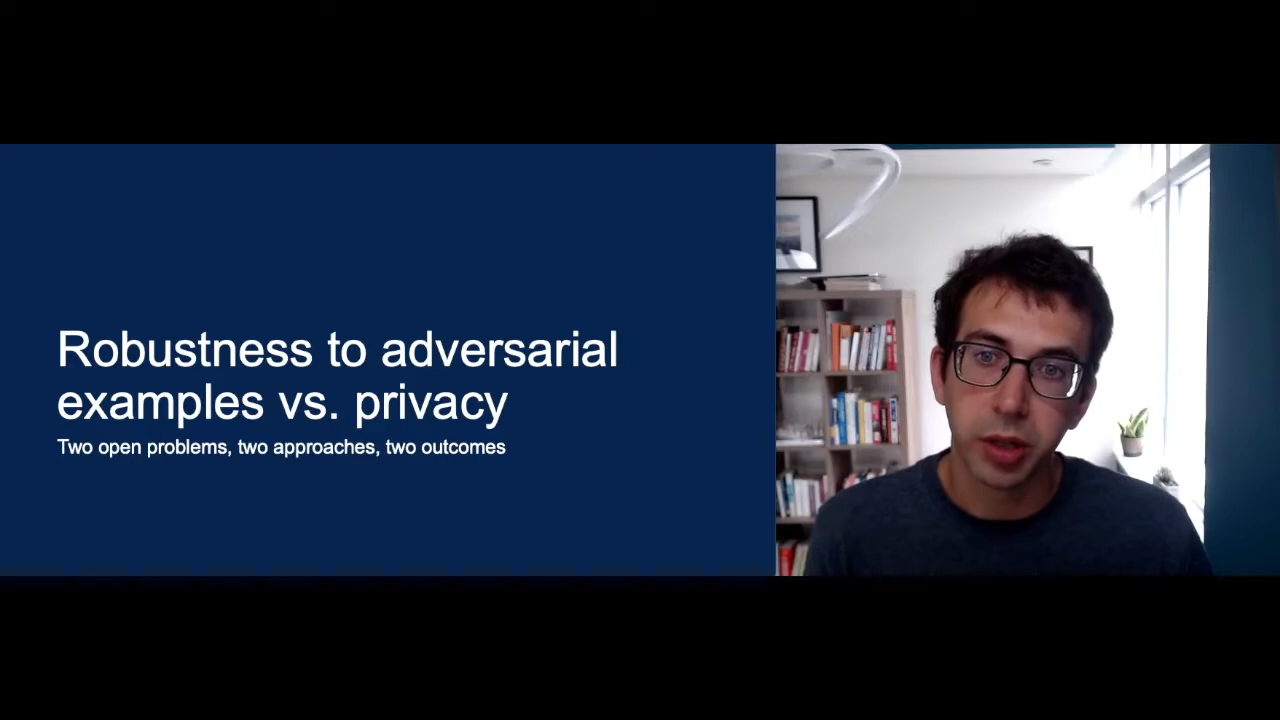 Robustness to adversarial
examples vs. privacy
Two open problems, two approaches, two outcomes